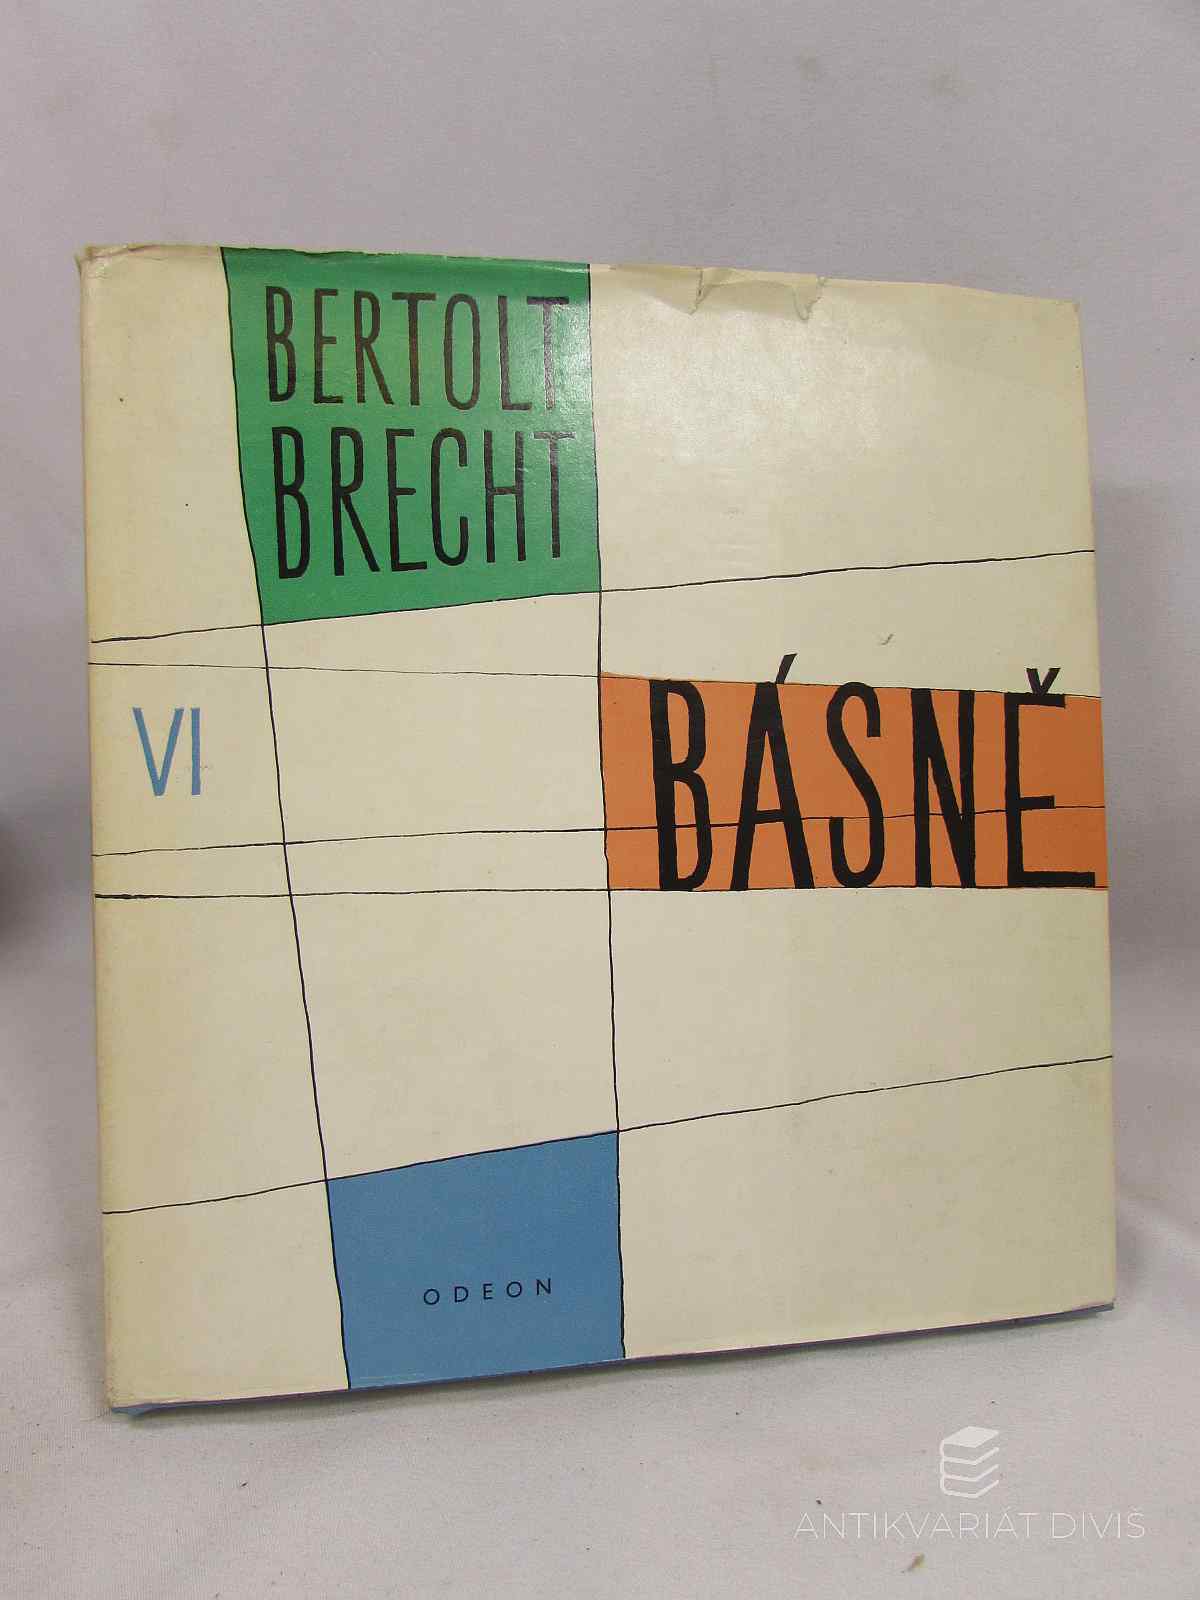 BERTOLT
BRECHT
VI
BÁSNĚ
ODEON
ANTIKVARIÁT DIVIŠ